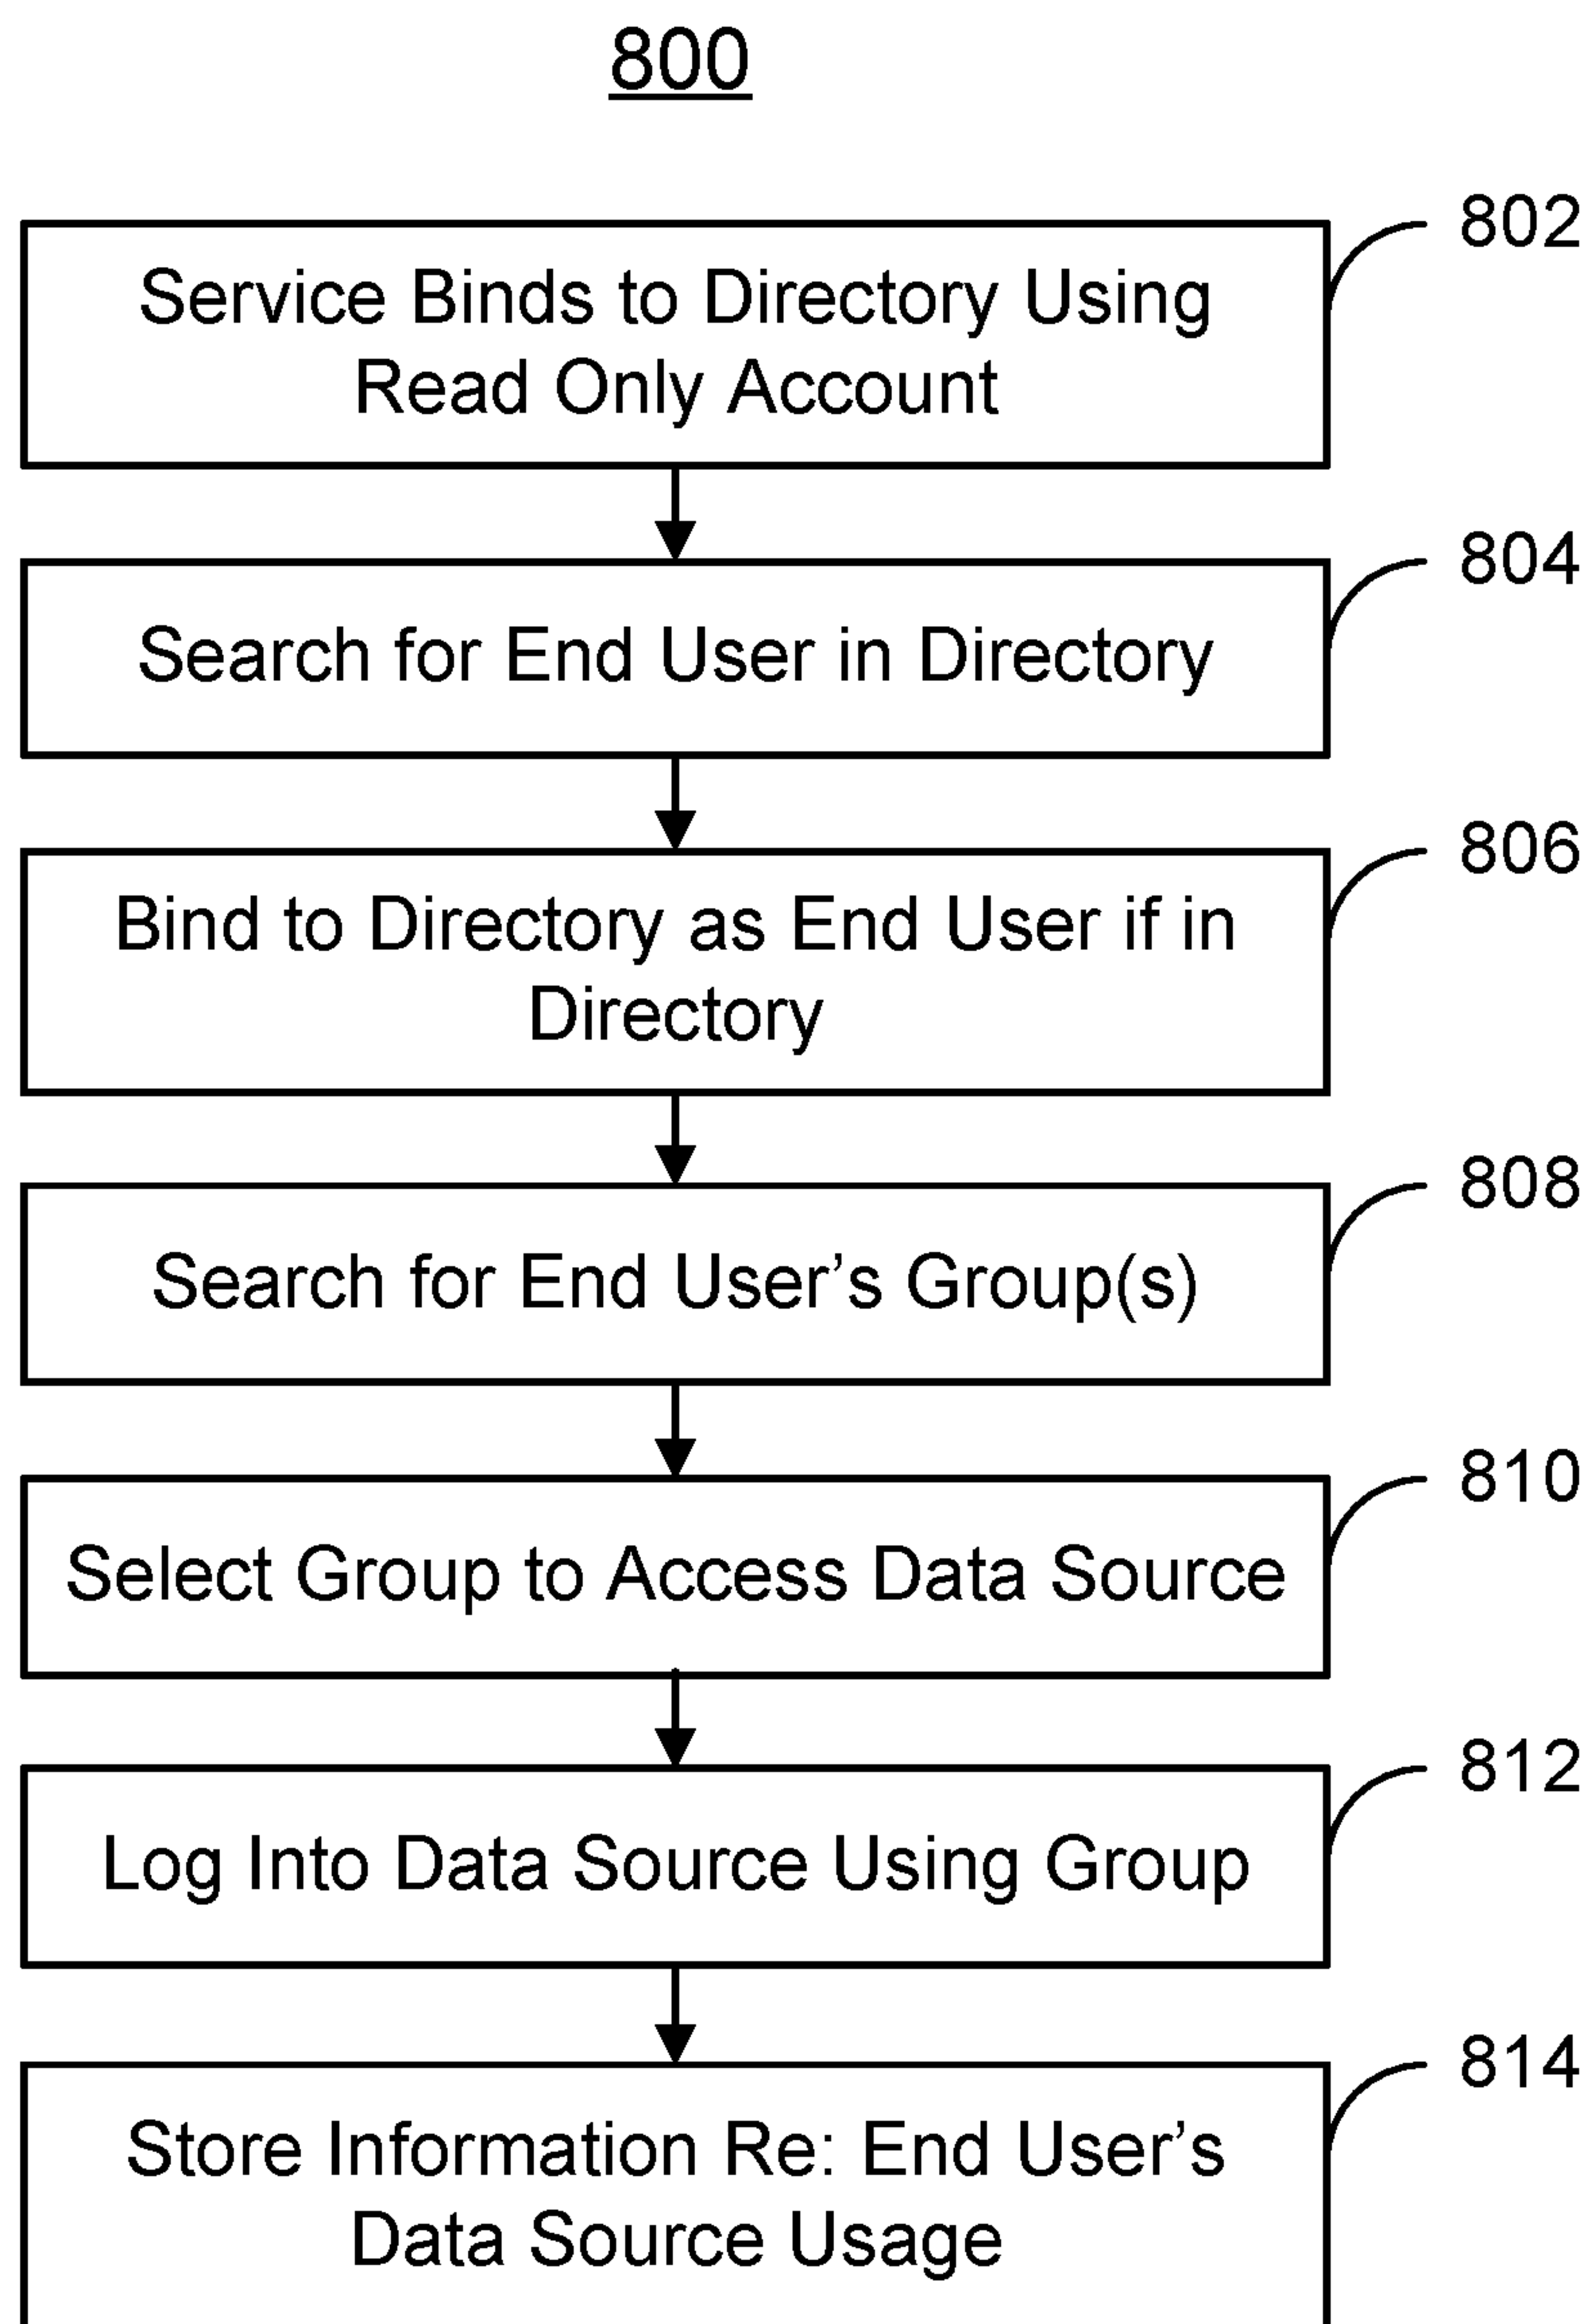 800
802
Service Binds to Directory Using
Read Only Account
804
Search for End User in Directory
806
Bind to Directory as End User if in
Directory
808
Search for End User’s Group(s)
810
Select Group to Access Data Source
812
Log Into Data Source Using Group
814
Store Information Re: End User’s
Data Source Usage